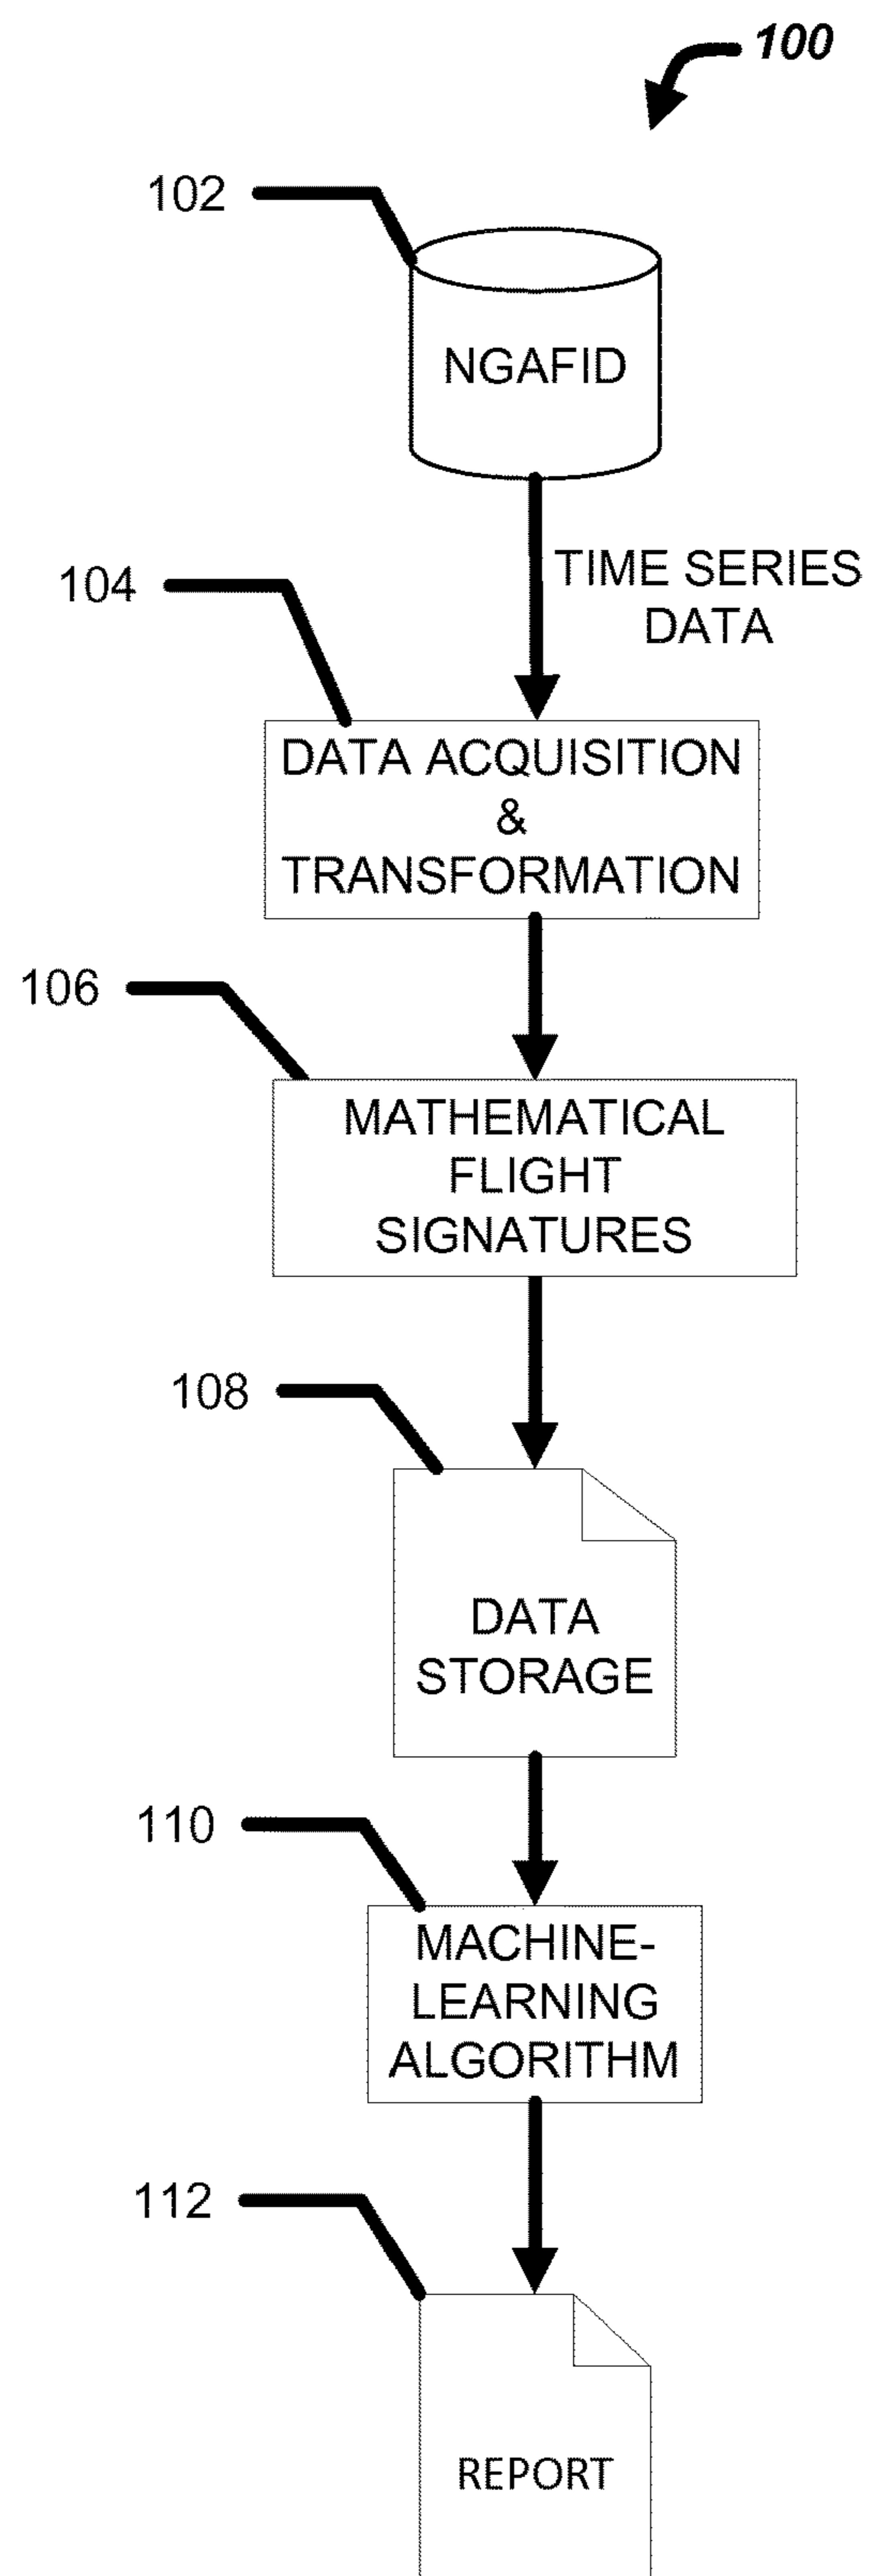 100
102
NGAFID
TIME SERIES
DATA
104
DATA ACQUISITION
&
TRANSFORMATION
106
MATHEMATICAL
FLIGHT
SIGNATURES
108
DATA
STORAGE
110
MACHINE-
LEARNING
ALGORITHM
112
REPORT